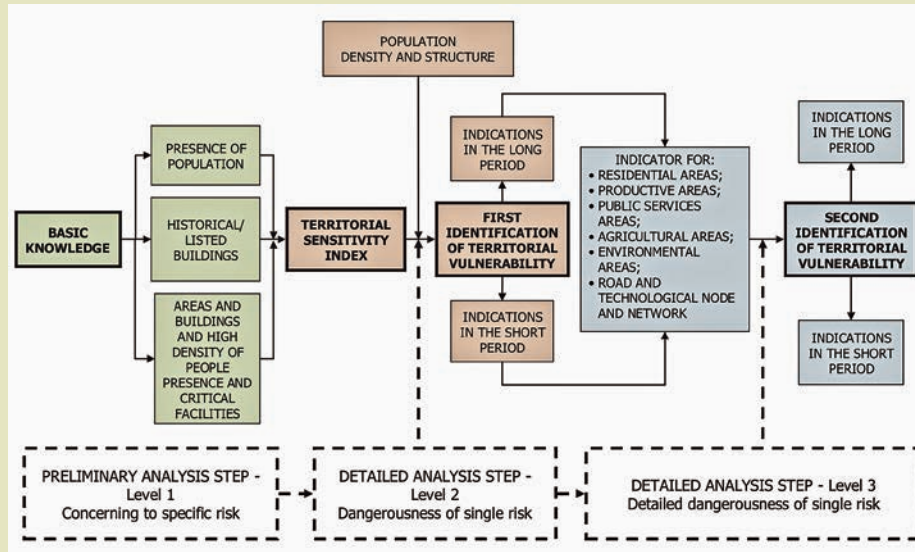 POPULATION
DENSITY AND STRUCTURE
PRESENCE OF
POPULATION
HISTORICAL/
LISTED
BUILDINGS
AREAS AND
BUILDINGS
AND HIGH
DENSITY OF
PEOPLE
PRESENCE AND
CRITICAL
FACILITIES
BASIC
KNOWLEDGE
TERRITORIAL
SENSITIVITY
INDEX
INDICATIONS
IN THE LONG
PERIOD
FIRST
IDENTIFICATION
OF TERRITORIAL
VULNERABILITY
INDICATIONS
IN THE SHORT
PERIOD
INDICATOR FOR:
• RESIDENTIAL AREAS;
• PRODUCTIVE AREAS;
• PUBLIC SERVICES
AREAS;
• AGRICULTURAL AREAS;
• ENVIRONMENTAL
AREAS;
• ROAD AND
TECHNOLOGICAL NODE
AND NETWORK
INDICATIONS
IN THE LONG
PERIOD
SECOND
IDENTIFICATION
OF TERRITORIAL
VULNERABILITY
INDICATIONS
IN THE SHORT
PERIOD
PRELIMINARY ANALYSIS STEP -
Level 1
Concerning to specific risk
DETAILED ANALYSIS STEP -
Level 2
Dangerousness of single risk
DETAILED ANALYSIS STEP - Level 3
Detailed dangerousness of single risk